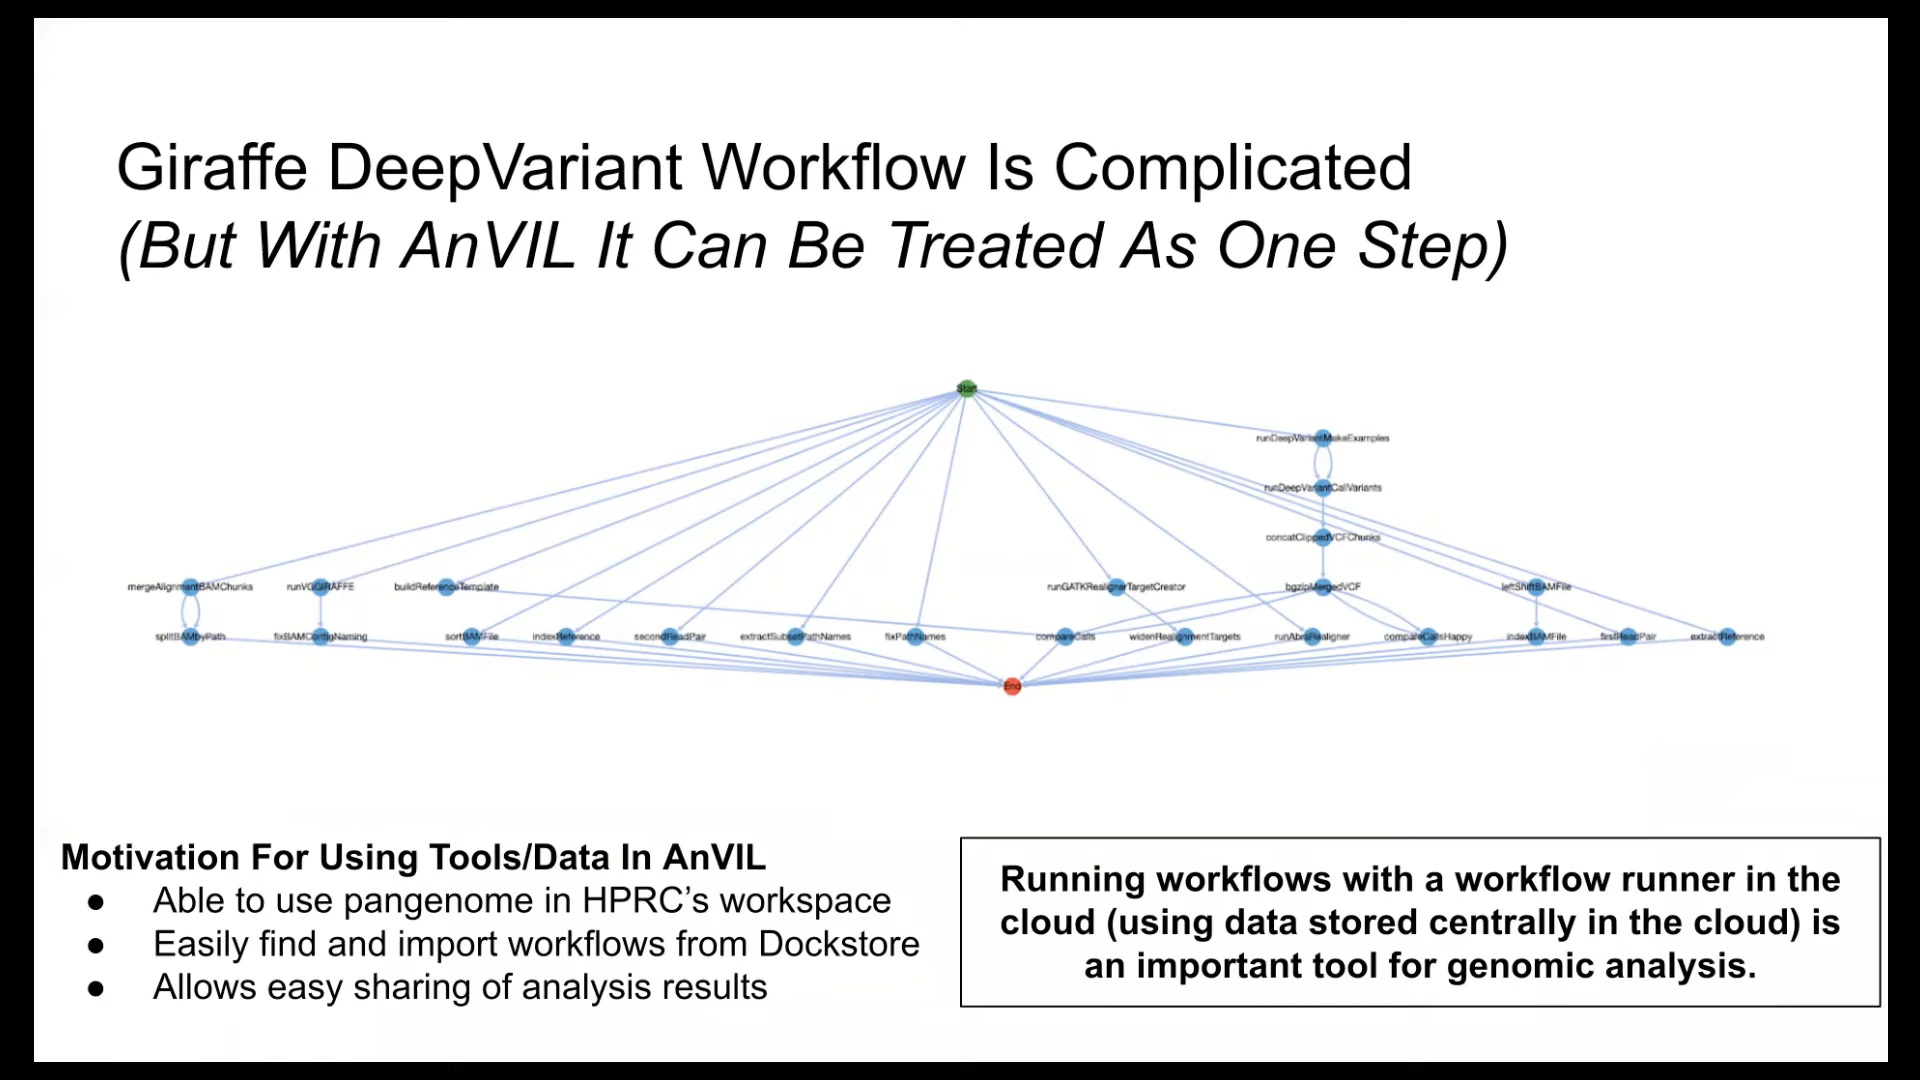 Giraffe DeepVariant Workflow Is Complicated
(But With AnVIL It Can Be Treated As One Step)
Start
runDeepVariantMakeExamples
runDeepVariantCallVariants
concatClippedVCFChunks
mergeAlignmentBAMChunks runVGGIRAFFE buildReferenceTemplate runGATKRealignerTargetCreator bgzipMergedVCF leftShiftBAMFile
splitBAMbyPath fixBAMContigNaming sortBAMFile indexReference secondReadPair extractSubsetPathNames fixPathNames compareCalls widenRealignmentTargets runAbraRealigner compareCallsHappy indexBAMFile firstReadPair extractReference
End
Motivation For Using Tools/Data In AnVIL
● Able to use pangenome in HPRC’s workspace
● Easily find and import workflows from Dockstore
● Allows easy sharing of analysis results
Running workflows with a workflow runner in the
cloud (using data stored centrally in the cloud) is
an important tool for genomic analysis.